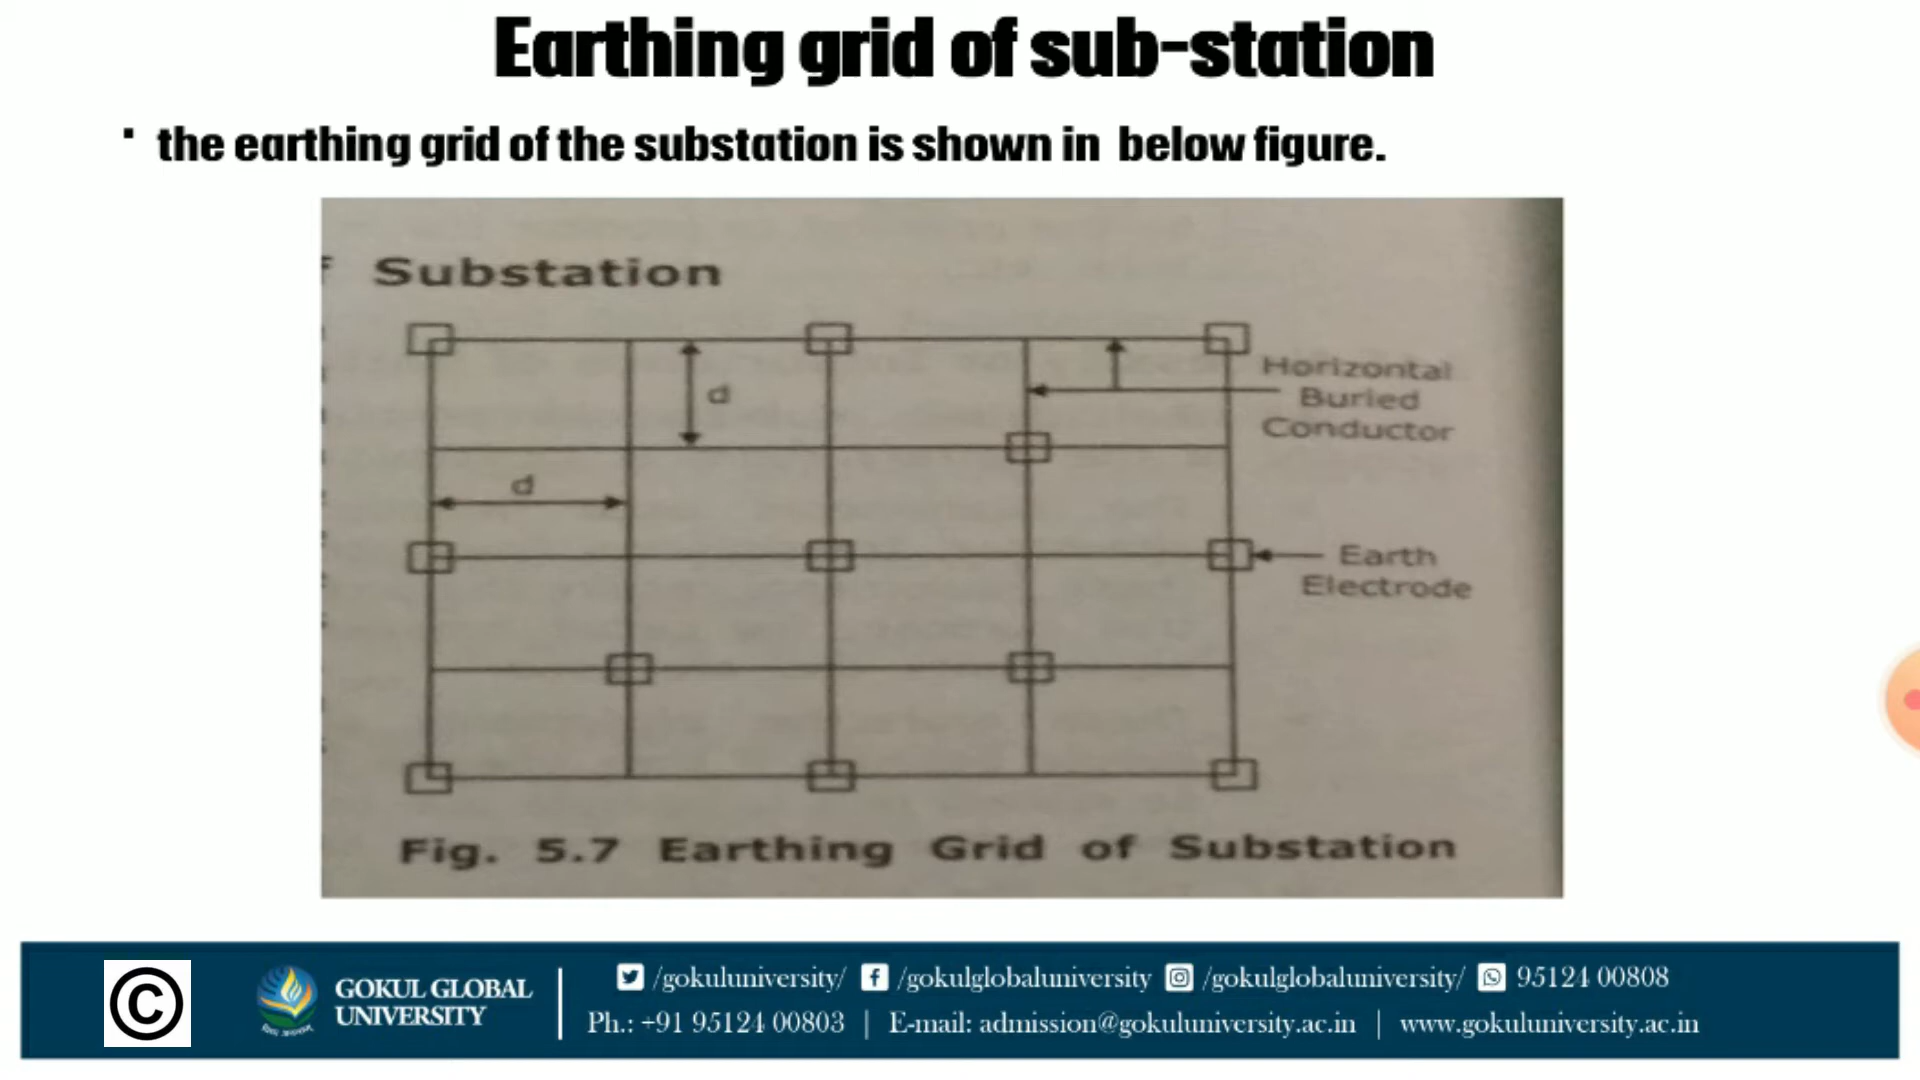 Earthing grid of sub-station
▪ the earthing grid of the substation is shown in below figure.
Substation
d
Horizontal
Buried
Conductor
d
Earth
Electrode
Fig. 5.7 Earthing Grid of Substation
©
GOKUL GLOBAL
UNIVERSITY
/gokuluniversity/ /gokulglobaluniversity /gokulglobaluniversity/ 95124 00808
Ph.: +91 95124 00803 | E-mail: admission@gokuluniversity.ac.in | www.gokuluniversity.ac.in